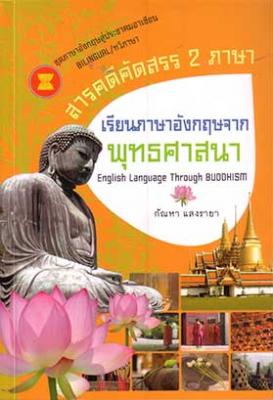 ชุดภาษาอังกฤษสู่ประชาคมอาเซียน
BILINGUAL/ทวิภาษา
สารคดีคัดสรร 2 ภาษา
เรียนภาษาอังกฤษจาก
พุทธศาสนา
English Language Through BUDDHISM
กัณหา แสงรายา